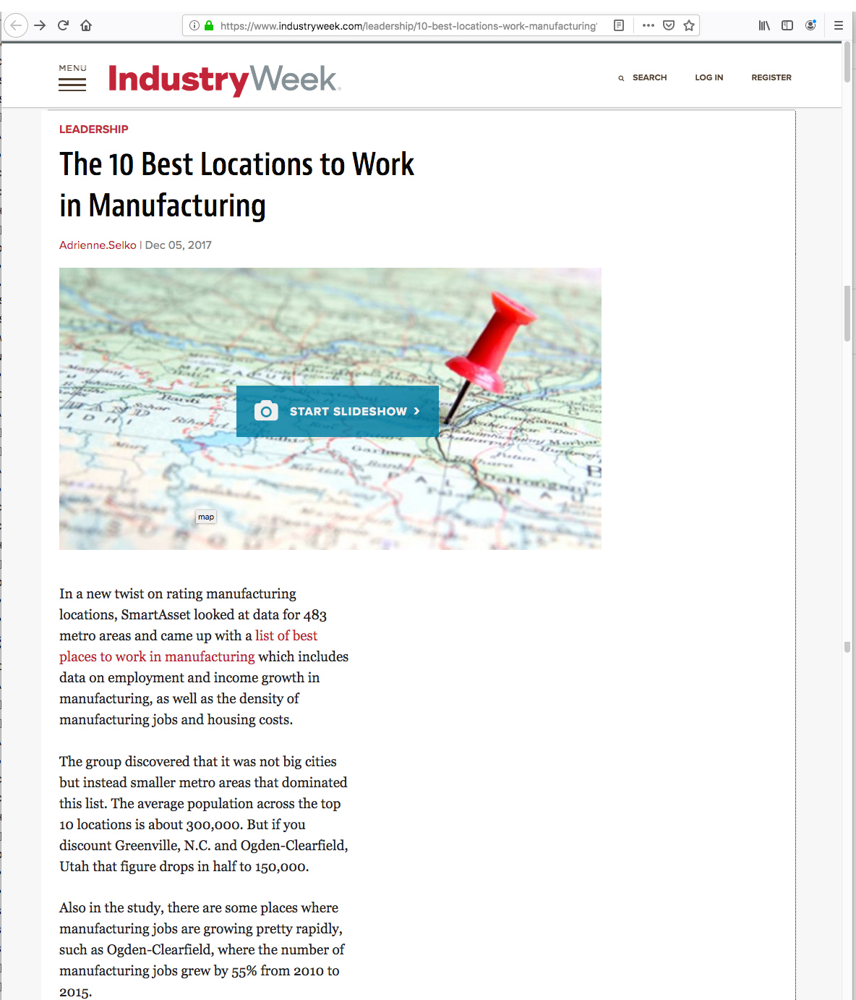 https://www.industryweek.com/leadership/10-best-locations-work-manufacturing
MENU
IndustryWeek
SEARCH
LOG IN
REGISTER
LEADERSHIP
The 10 Best Locations to Work
in Manufacturing
Adrienne.Selko | Dec 05, 2017
START SLIDESHOW >
map
In a new twist on rating manufacturing
locations, SmartAsset looked at data for 483
metro areas and came up with a list of best
places to work in manufacturing which includes
data on employment and income growth in
manufacturing, as well as the density of
manufacturing jobs and housing costs.
The group discovered that it was not big cities
but instead smaller metro areas that dominated
this list. The average population across the top
10 locations is about 300,000. But if you
discount Greenville, N.C. and Ogden-Clearfield,
Utah that figure drops in half to 150,000.
Also in the study, there are some places where
manufacturing jobs are growing pretty rapidly,
such as Ogden-Clearfield, where the number of
manufacturing jobs grew by 55% from 2010 to
2015.